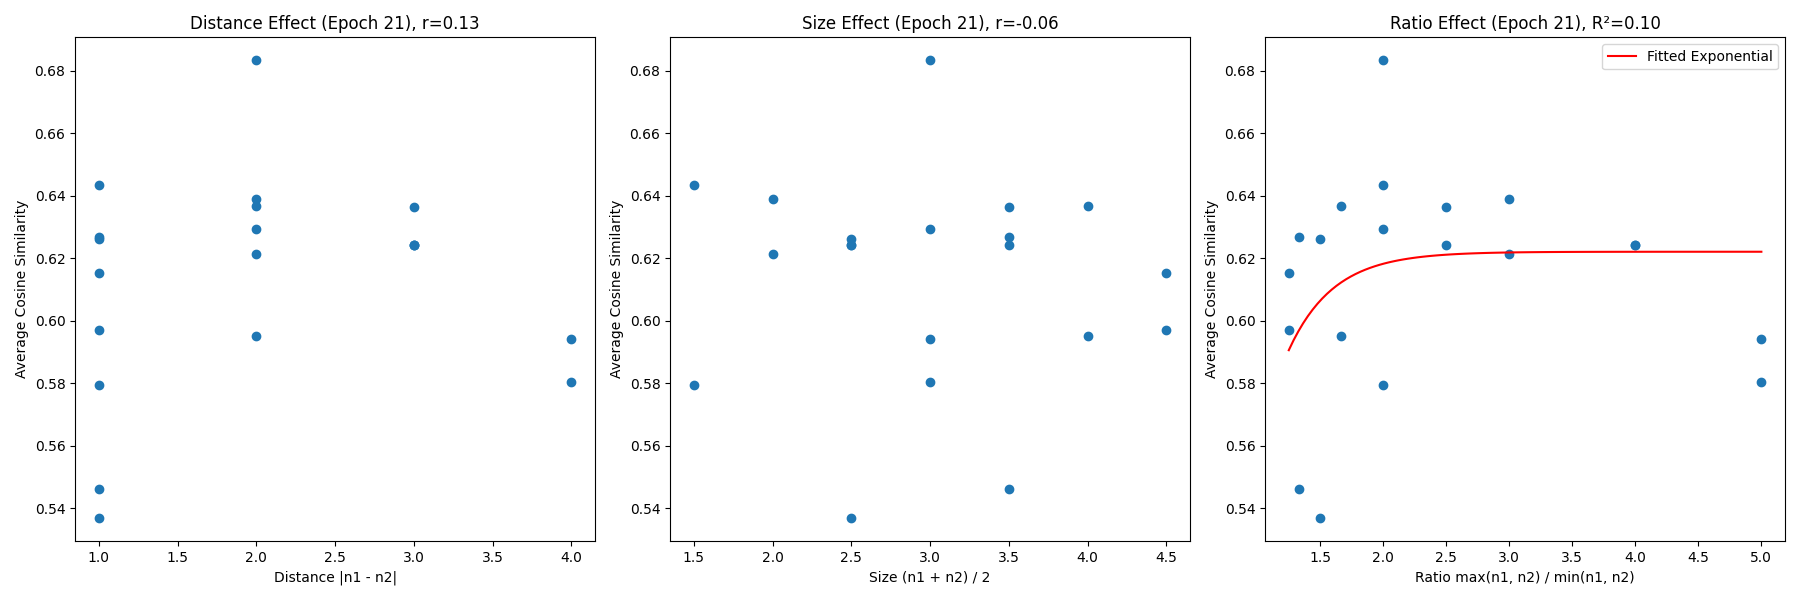 Distance Effect (Epoch 21), r=0.13
0.68
0.66
0.64
0.62
0.60
0.58
0.56
0.54
Average Cosine Similarity
1.0 1.5 2.0 2.5 3.0 3.5 4.0
Distance |n1 - n2|
Size Effect (Epoch 21), r=-0.06
0.68
0.66
0.64
0.62
0.60
0.58
0.56
0.54
Average Cosine Similarity
1.5 2.0 2.5 3.0 3.5 4.0 4.5
Size (n1 + n2) / 2
Ratio Effect (Epoch 21), R²=0.10
Fitted Exponential
0.68
0.66
0.64
0.62
0.60
0.58
0.56
0.54
Average Cosine Similarity
1.5 2.0 2.5 3.0 3.5 4.0 4.5 5.0
Ratio max(n1, n2) / min(n1, n2)